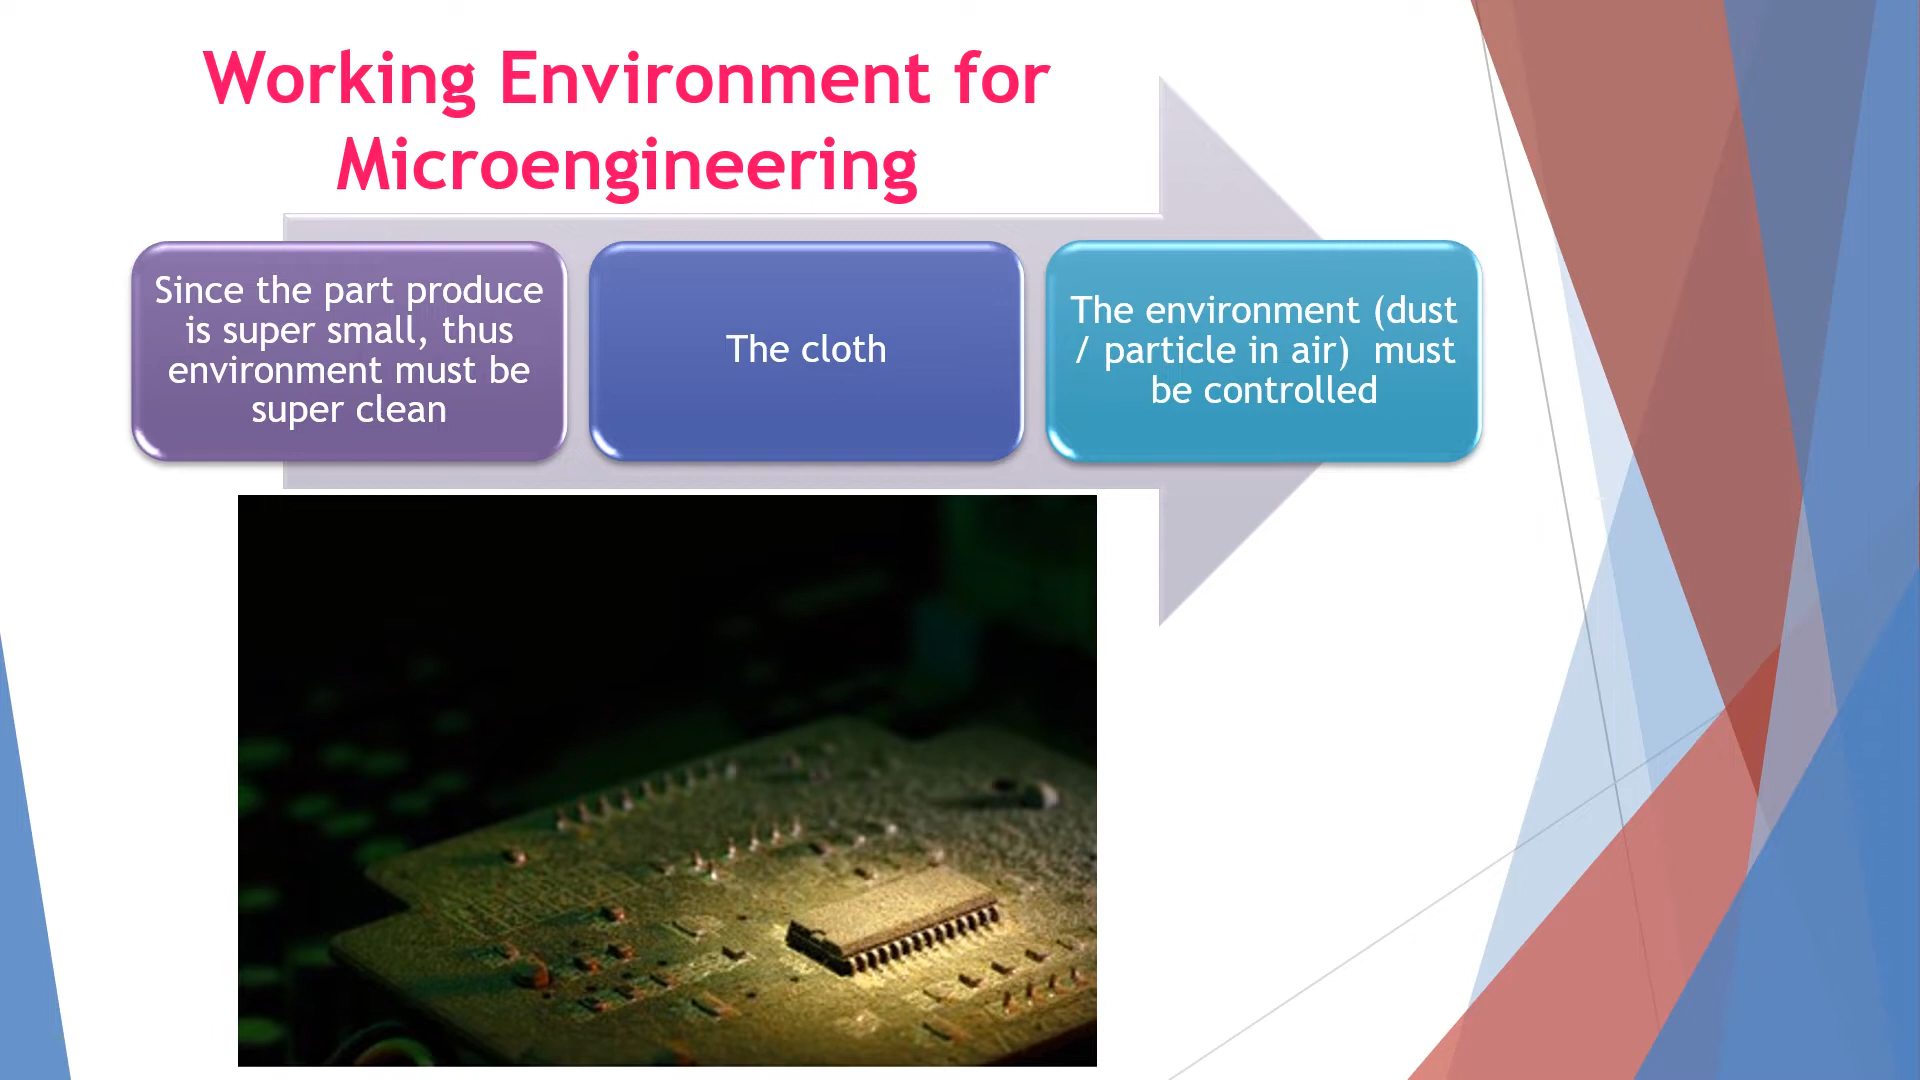 Working Environment for
Microengineering
Since the part produce
is super small, thus
environment must be
super clean
The cloth
The environment (dust
/ particle in air)  must
be controlled